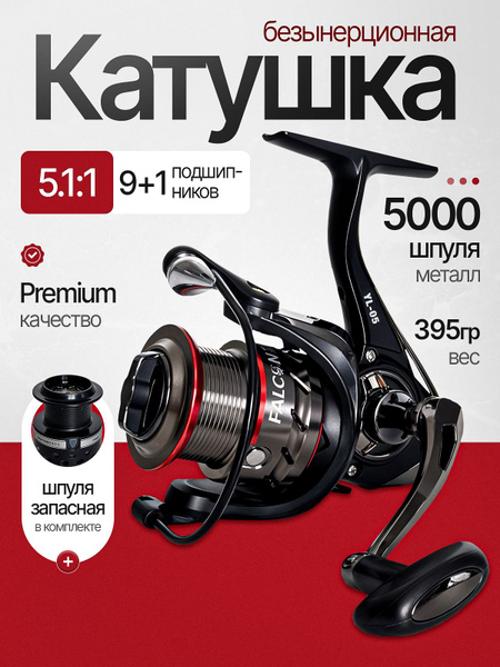 безынерционная
Катушка
5.1:1
9+1
подшип-
ников
5000
шпуля
металл
Premium
качество
395гр
вес
YL-05
FALCON
шпуля
запасная
в комплекте
+